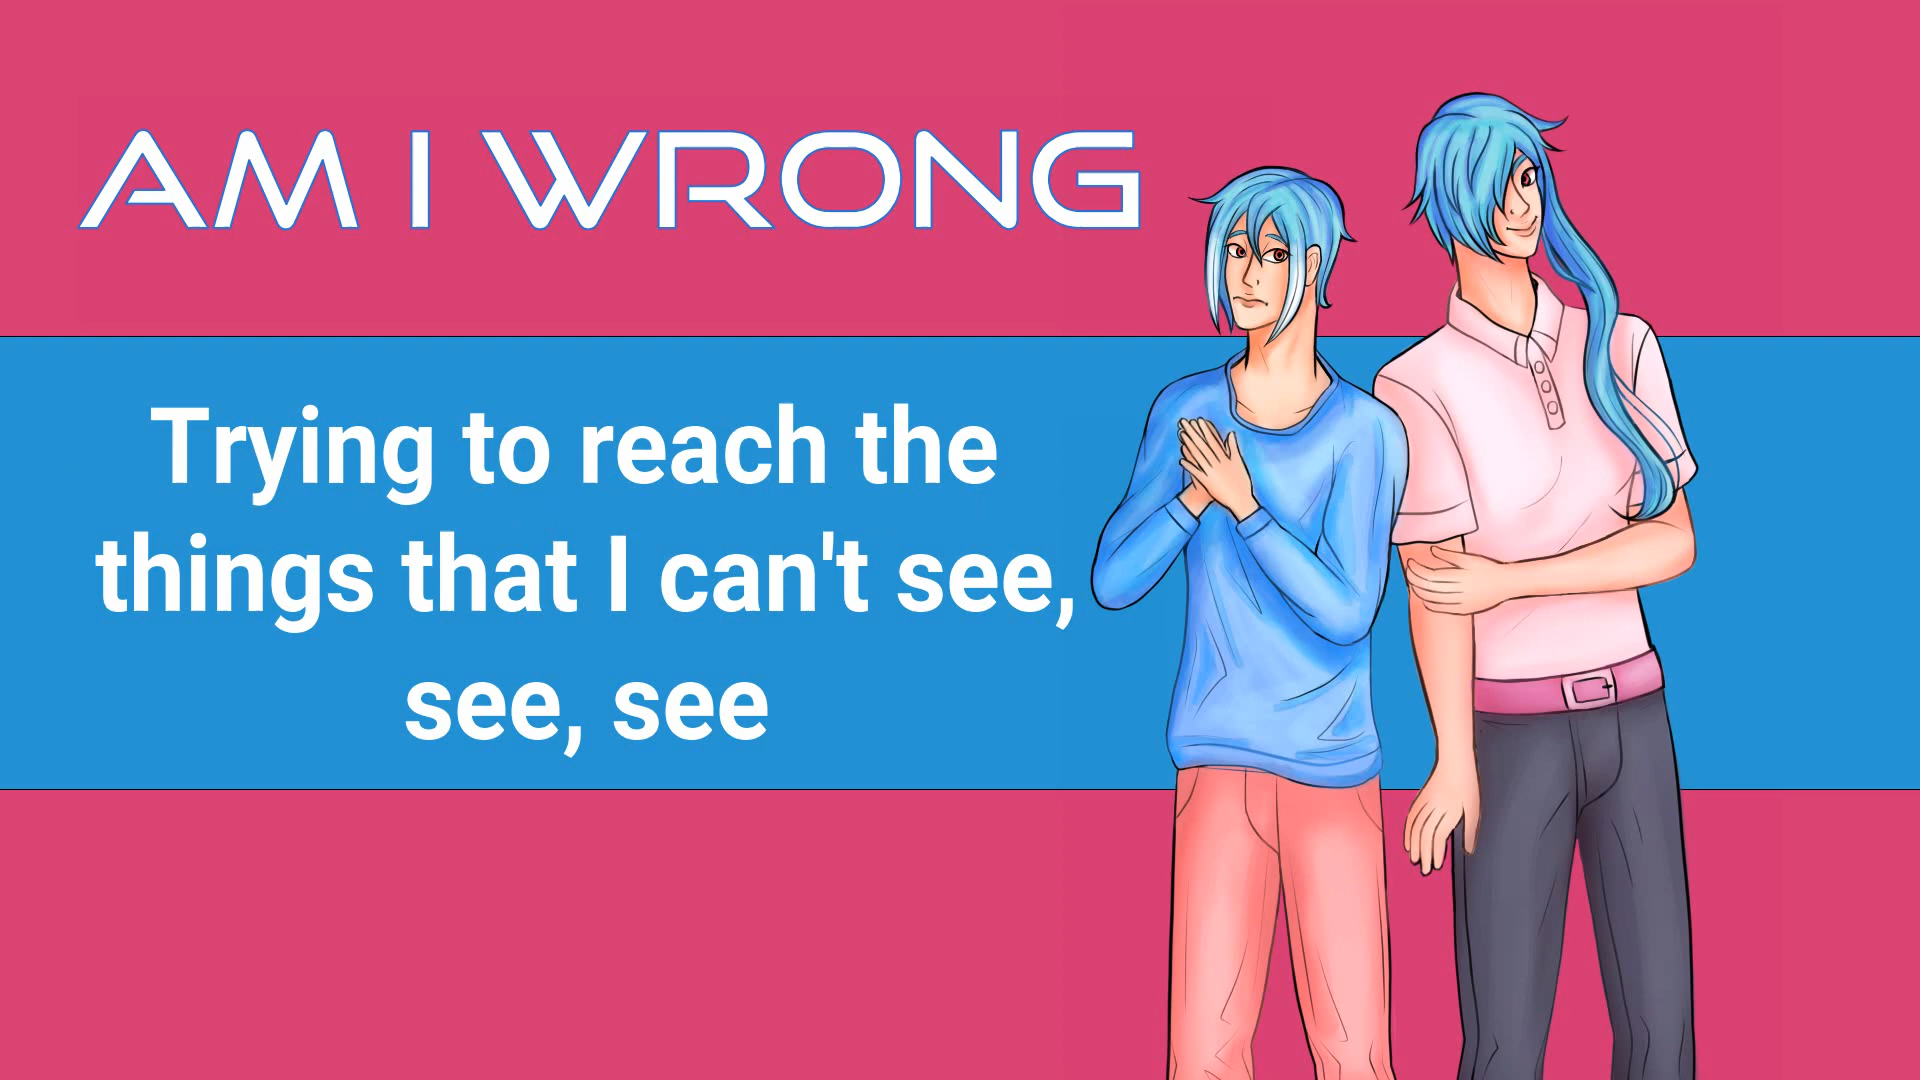 AM I WRONG
Trying to reach the
things that I can't see,
see, see